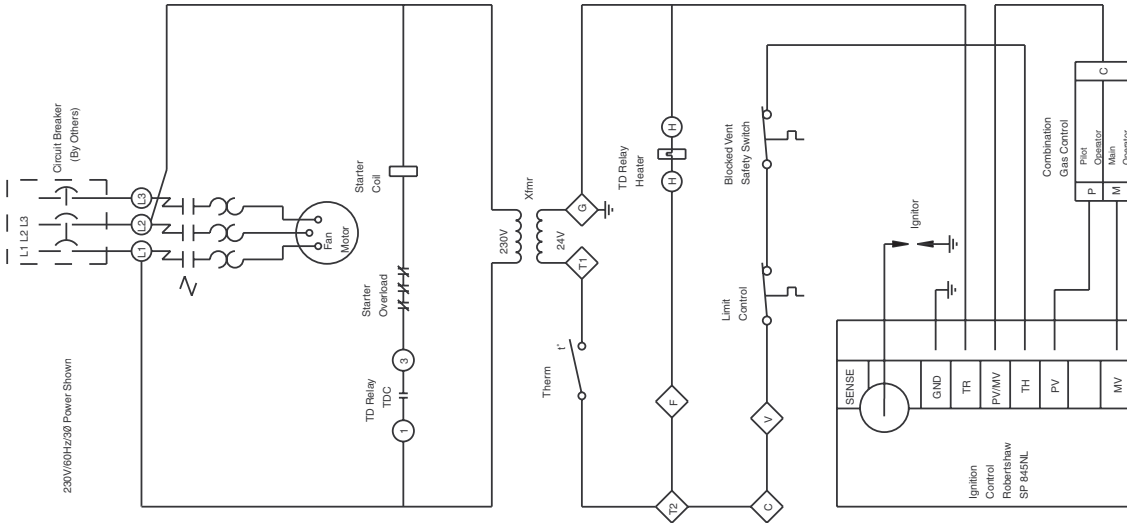 230V/60Hz/3Ø Power Shown
Circuit Breaker
(By Others)
L1 L2 L3
L1
L2
L3
Fan
Motor
TD Relay
TDC
1
3
Starter
Overload
Starter
Coil
230V
Xfmr
24V
T1
G
Therm
t°
T2
F
TD Relay
Heater
H
H
C
V
Limit
Control
Blocked Vent
Safety Switch
Ignition
Control
Robertshaw
SP 845NL
SENSE
GND
TR
PV/MV
TH
PV
MV
Ignitor
Combination
Gas Control
P
M
Pilot
Operator
Main
Operator
C